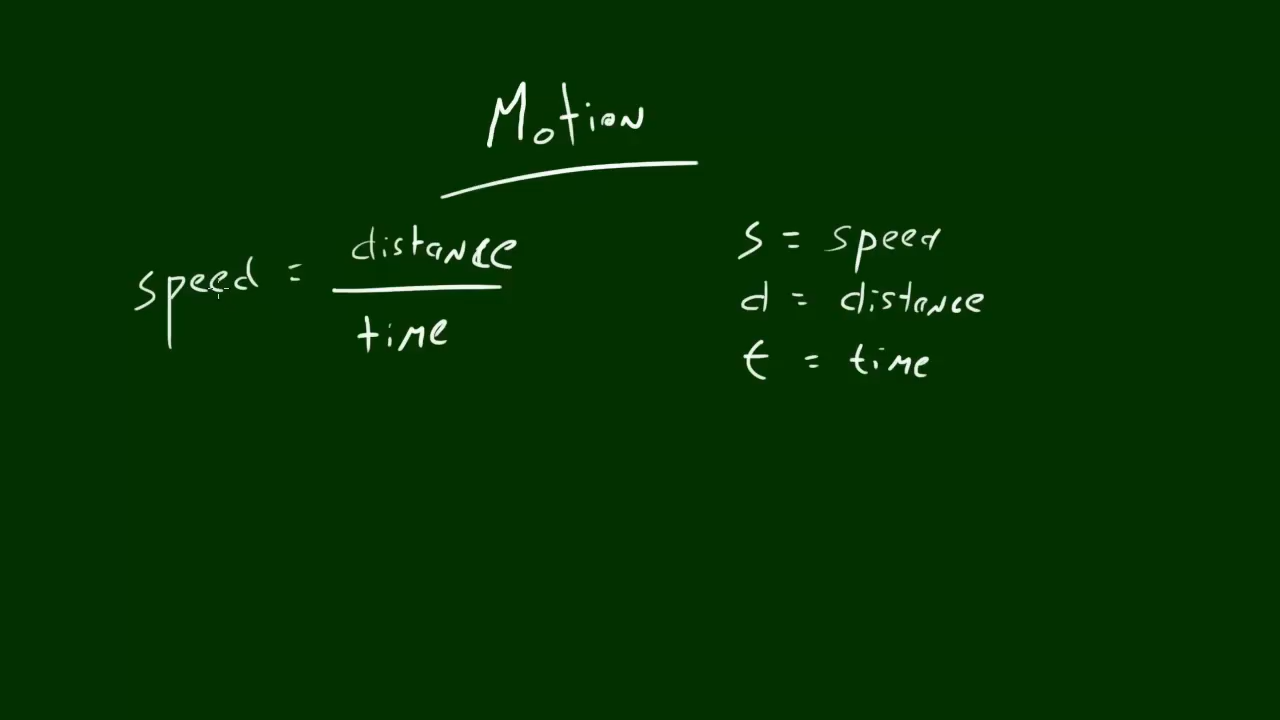 Motion
speed = distance / time
s = speed
d = distance
t = time